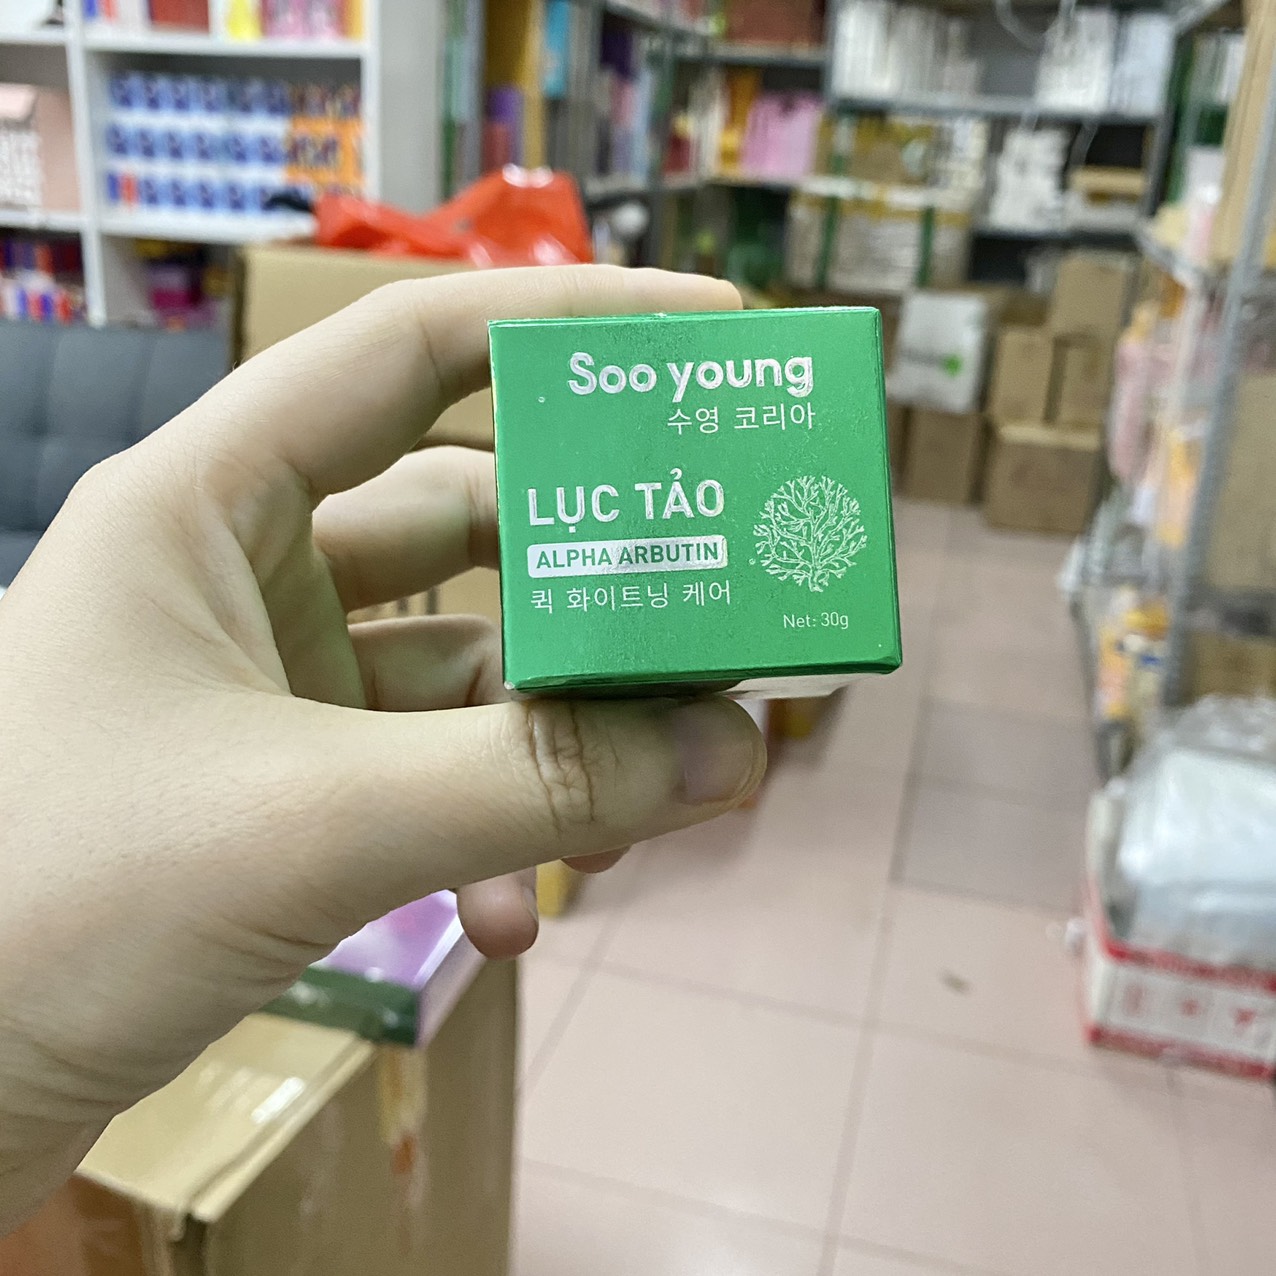 Soo young
수영 코리아
LỤC TẢO
ALPHA ARBUTIN
퀵 화이트닝 케어
Net: 30g